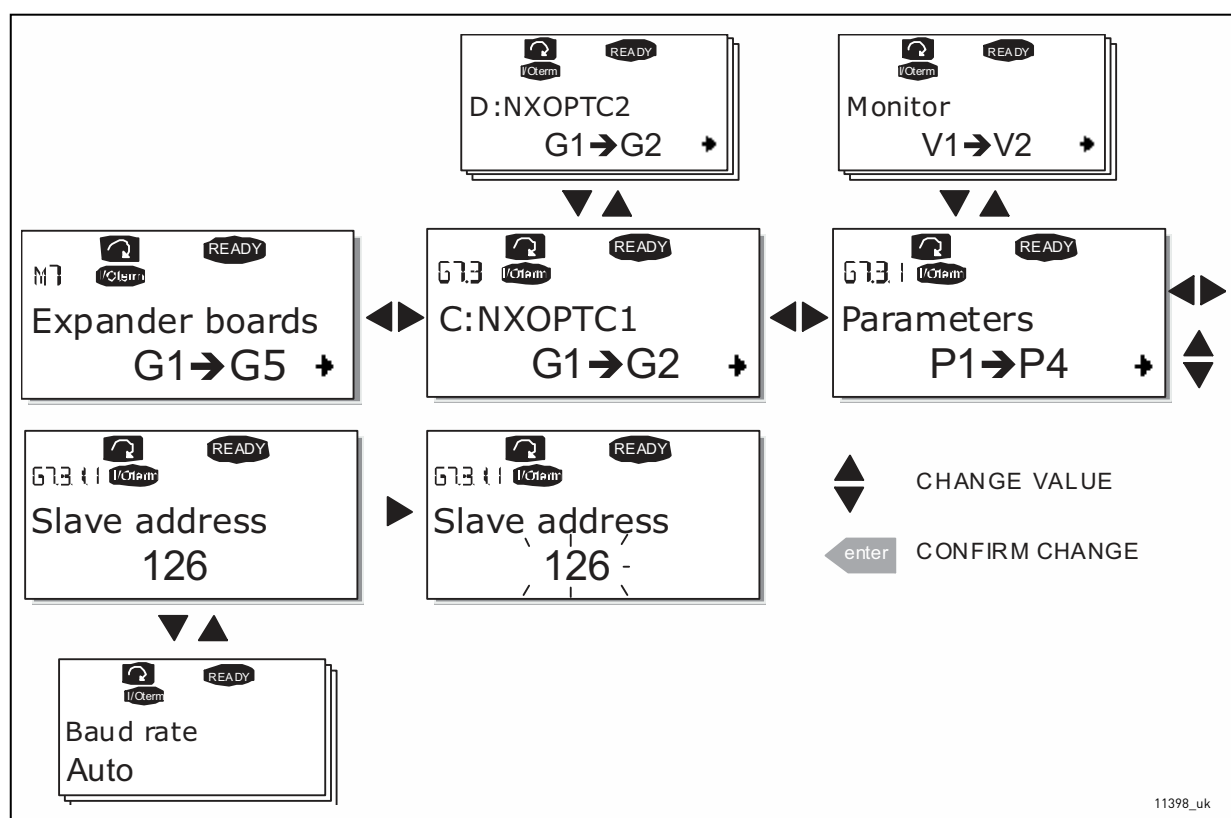 READY
I/Oterm
D:NXOPTC2
G1➔G2
READY
I/Oterm
Monitor
V1➔V2
READY
M7 I/Oterm
Expander boards
G1➔G5
READY
G7.3 I/Oterm
C:NXOPTC1
G1➔G2
READY
G7.3.1 I/Oterm
Parameters
P1➔P4
READY
G7.3.1.1 I/Oterm
Slave address
126
READY
G7.3.1.1 I/Oterm
Slave address
126
CHANGE VALUE
enter CONFIRM CHANGE
READY
I/Oterm
Baud rate
Auto
11398_uk